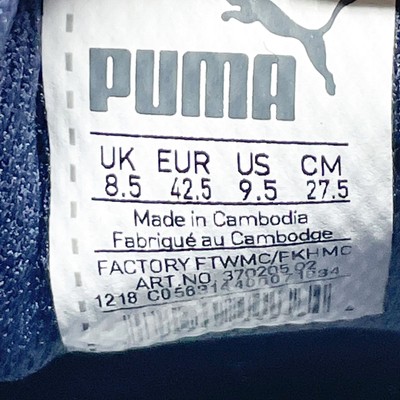 PUMA
UK EUR US CM
8.5 42.5 9.5 27.5
Made in Cambodia
Fabriqué au Cambodge
FACTORY FTWMC/FKHMC
ART.NO. 370205 02
1218